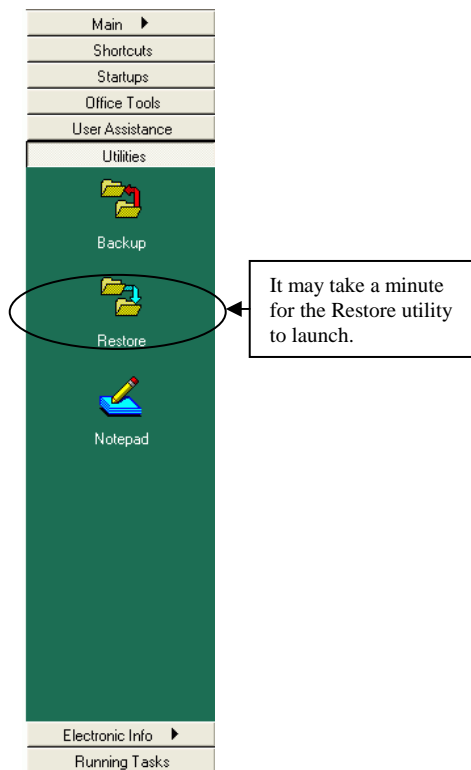 Main
Shortcuts
Startups
Office Tools
User Assistance
Utilities
Backup
Restore
It may take a minute
for the Restore utility
to launch.
Notepad
Electronic Info
Running Tasks